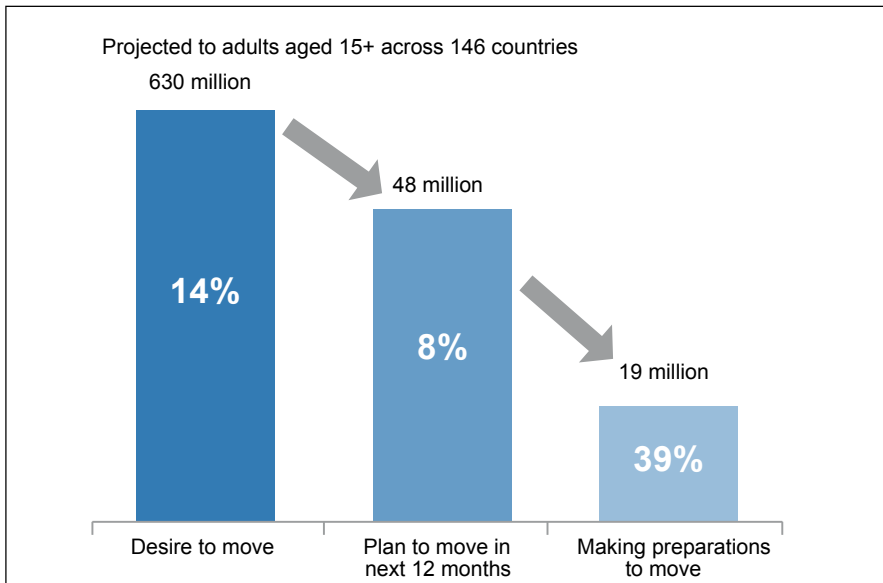 Projected to adults aged 15+ across 146 countries
630 million
48 million
19 million
14%
8%
39%
Desire to move
Plan to move in
next 12 months
Making preparations
to move